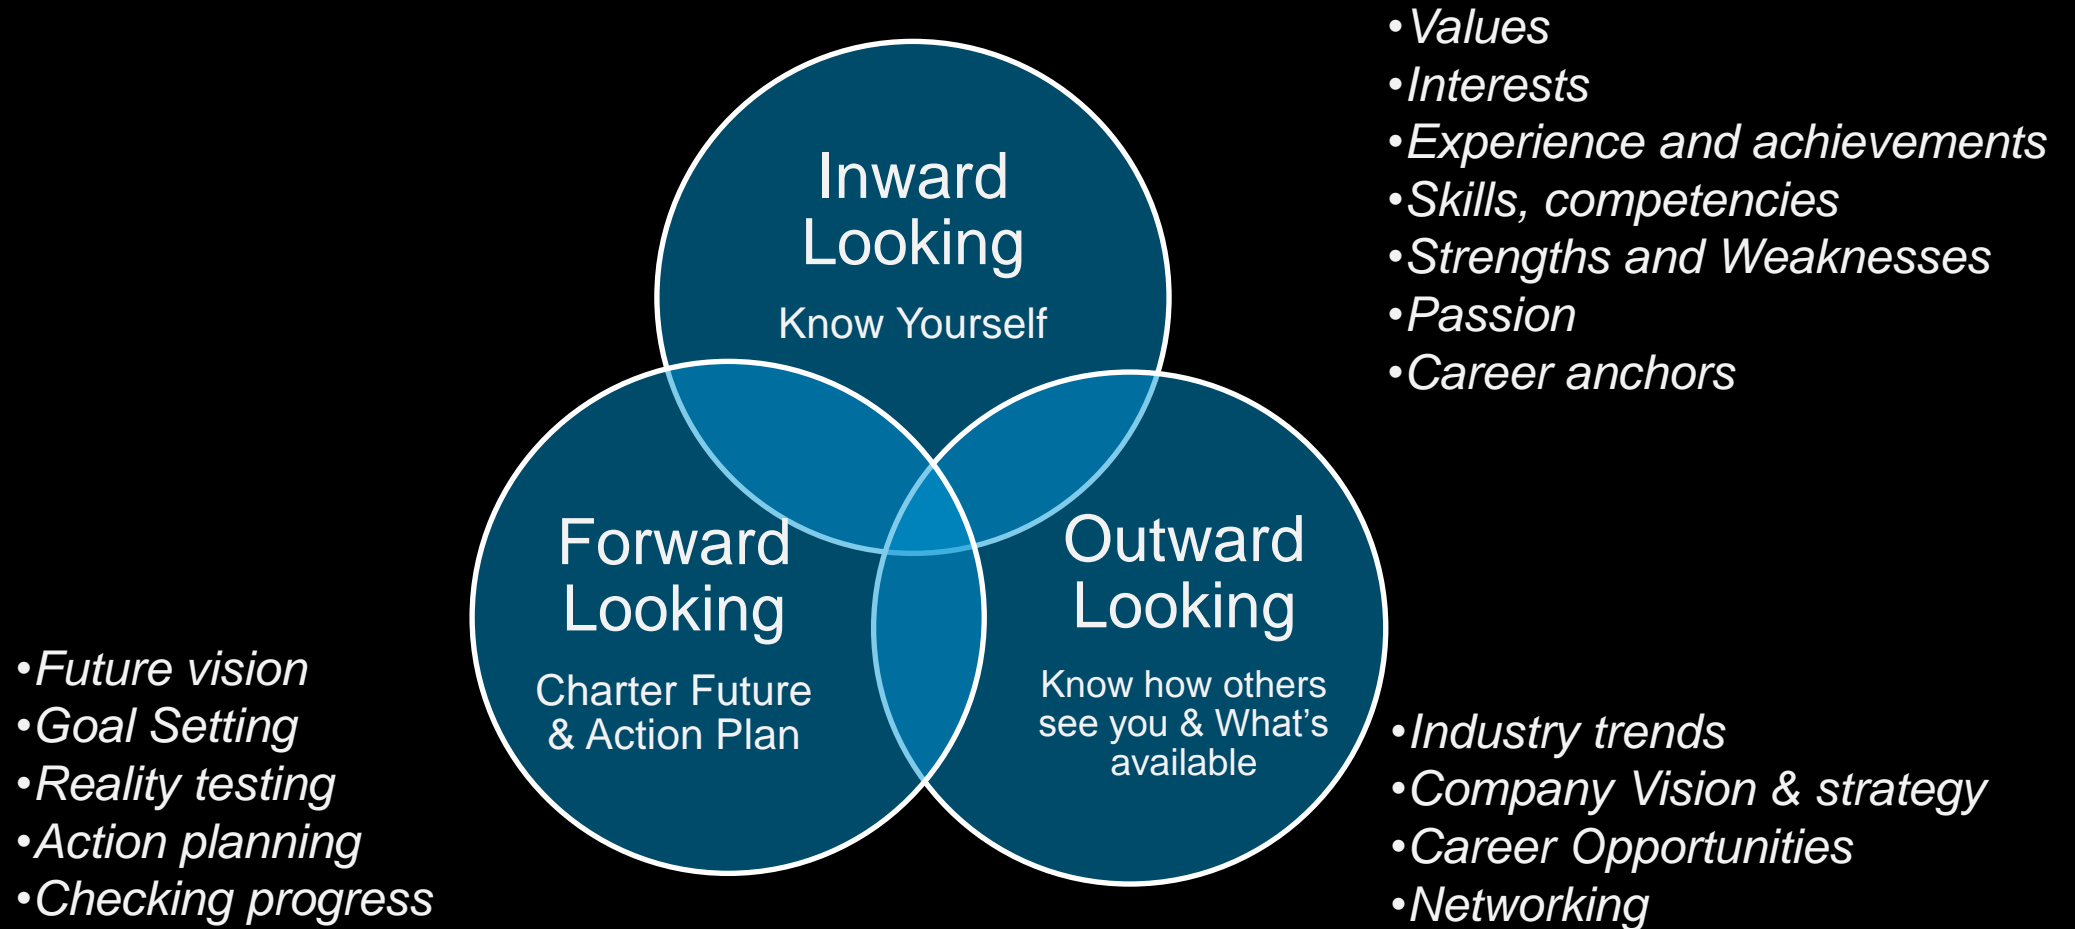 Inward
Looking
Know Yourself
•Values
•Interests
•Experience and achievements
•Skills, competencies
•Strengths and Weaknesses
•Passion
•Career anchors
Forward
Looking
Charter Future
& Action Plan
•Future vision
•Goal Setting
•Reality testing
•Action planning
•Checking progress
Outward
Looking
Know how others
see you & What’s
available
•Industry trends
•Company Vision & strategy
•Career Opportunities
•Networking